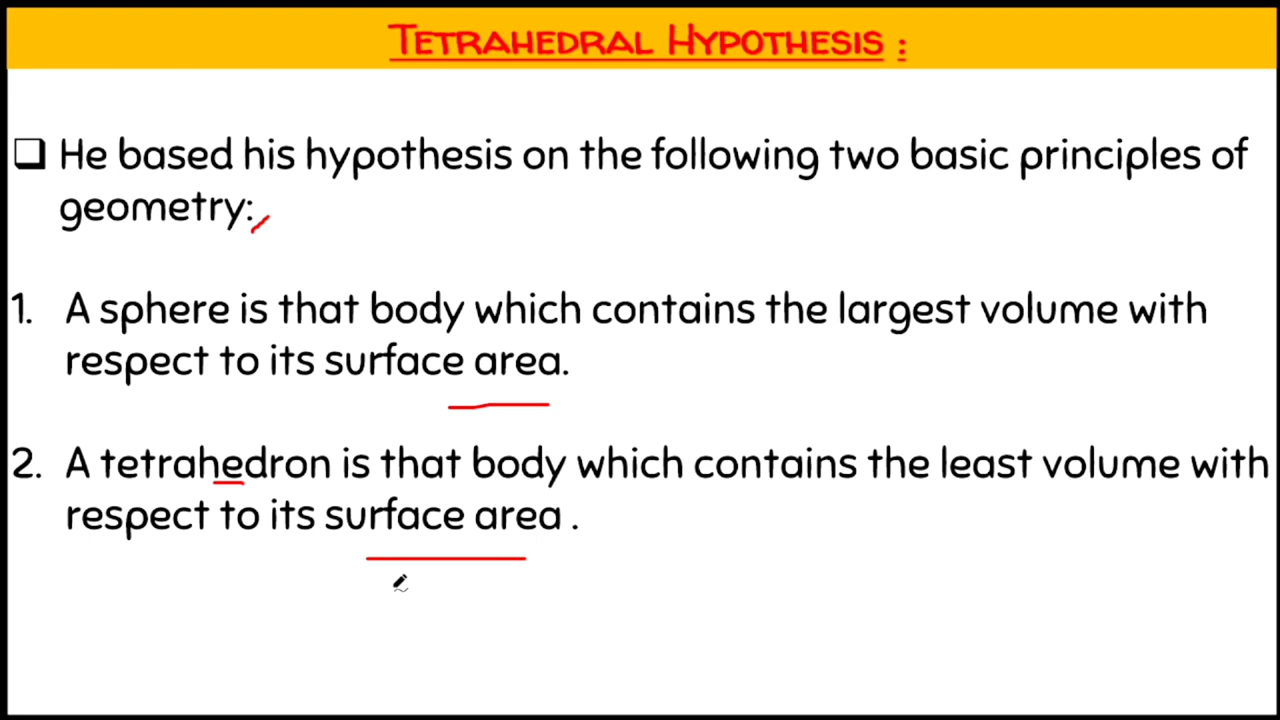 TETRAHEDRAL HYPOTHESIS :
He based his hypothesis on the following two basic principles of
geometry:
1. A sphere is that body which contains the largest volume with
respect to its surface area.
2. A tetrahedron is that body which contains the least volume with
respect to its surface area .